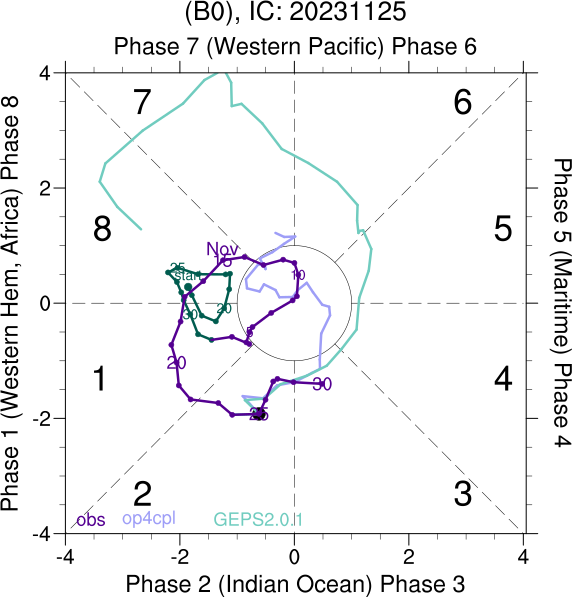 (B0), IC: 20231125
Phase 7 (Western Pacific) Phase 6
Phase 1 (Western Hem, Africa) Phase 8
Phase 5 (Maritime) Phase 4
4
2
0
-2
-4
7
6
8
5
1
4
2
3
Nov
15
25
start
10
20
30
5
20
25
30
obs
op4cpl
GEPS2.0.1
-4
-2
0
2
4
Phase 2 (Indian Ocean) Phase 3